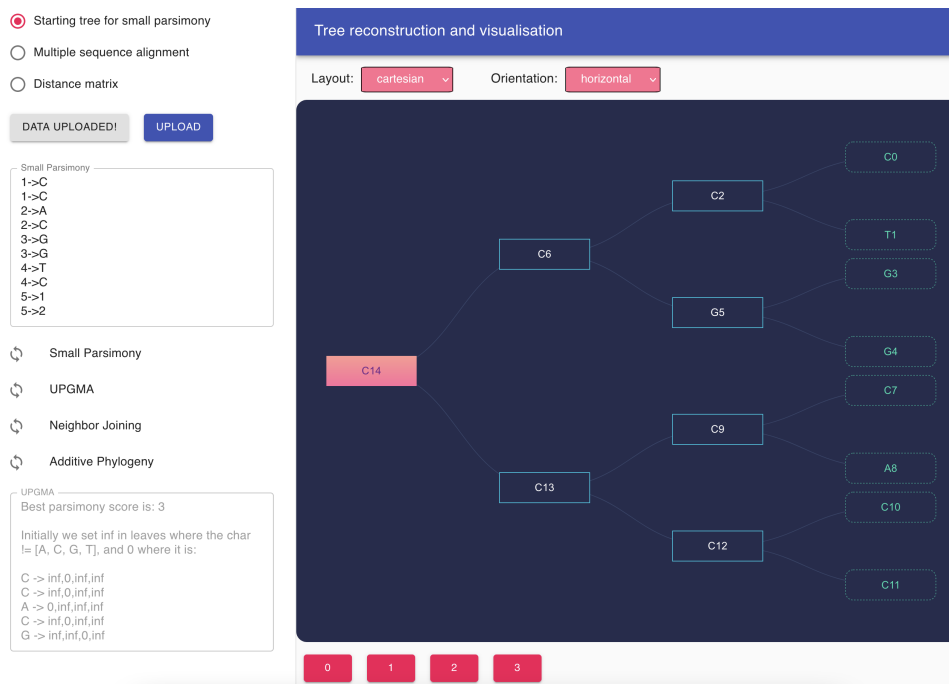 Starting tree for small parsimony
Multiple sequence alignment
Distance matrix
DATA UPLOADED!
UPLOAD
Small Parsimony
1->C
1->C
2->A
2->C
3->G
3->G
4->T
4->C
5->1
5->2
Small Parsimony
UPGMA
Neighbor Joining
Additive Phylogeny
UPGMA
Best parsimony score is: 3
Initially we set inf in leaves where the char
!= [A, C, G, T], and 0 where it is:
C -> inf,0,inf,inf
C -> inf,0,inf,inf
A -> 0,inf,inf,inf
C -> inf,0,inf,inf
G -> inf,inf,0,inf
Tree reconstruction and visualisation
Layout: cartesian
Orientation: horizontal
C0
C2
T1
C6
G3
G5
G4
C14
C7
C9
A8
C13
C10
C12
C11
0 1 2 3